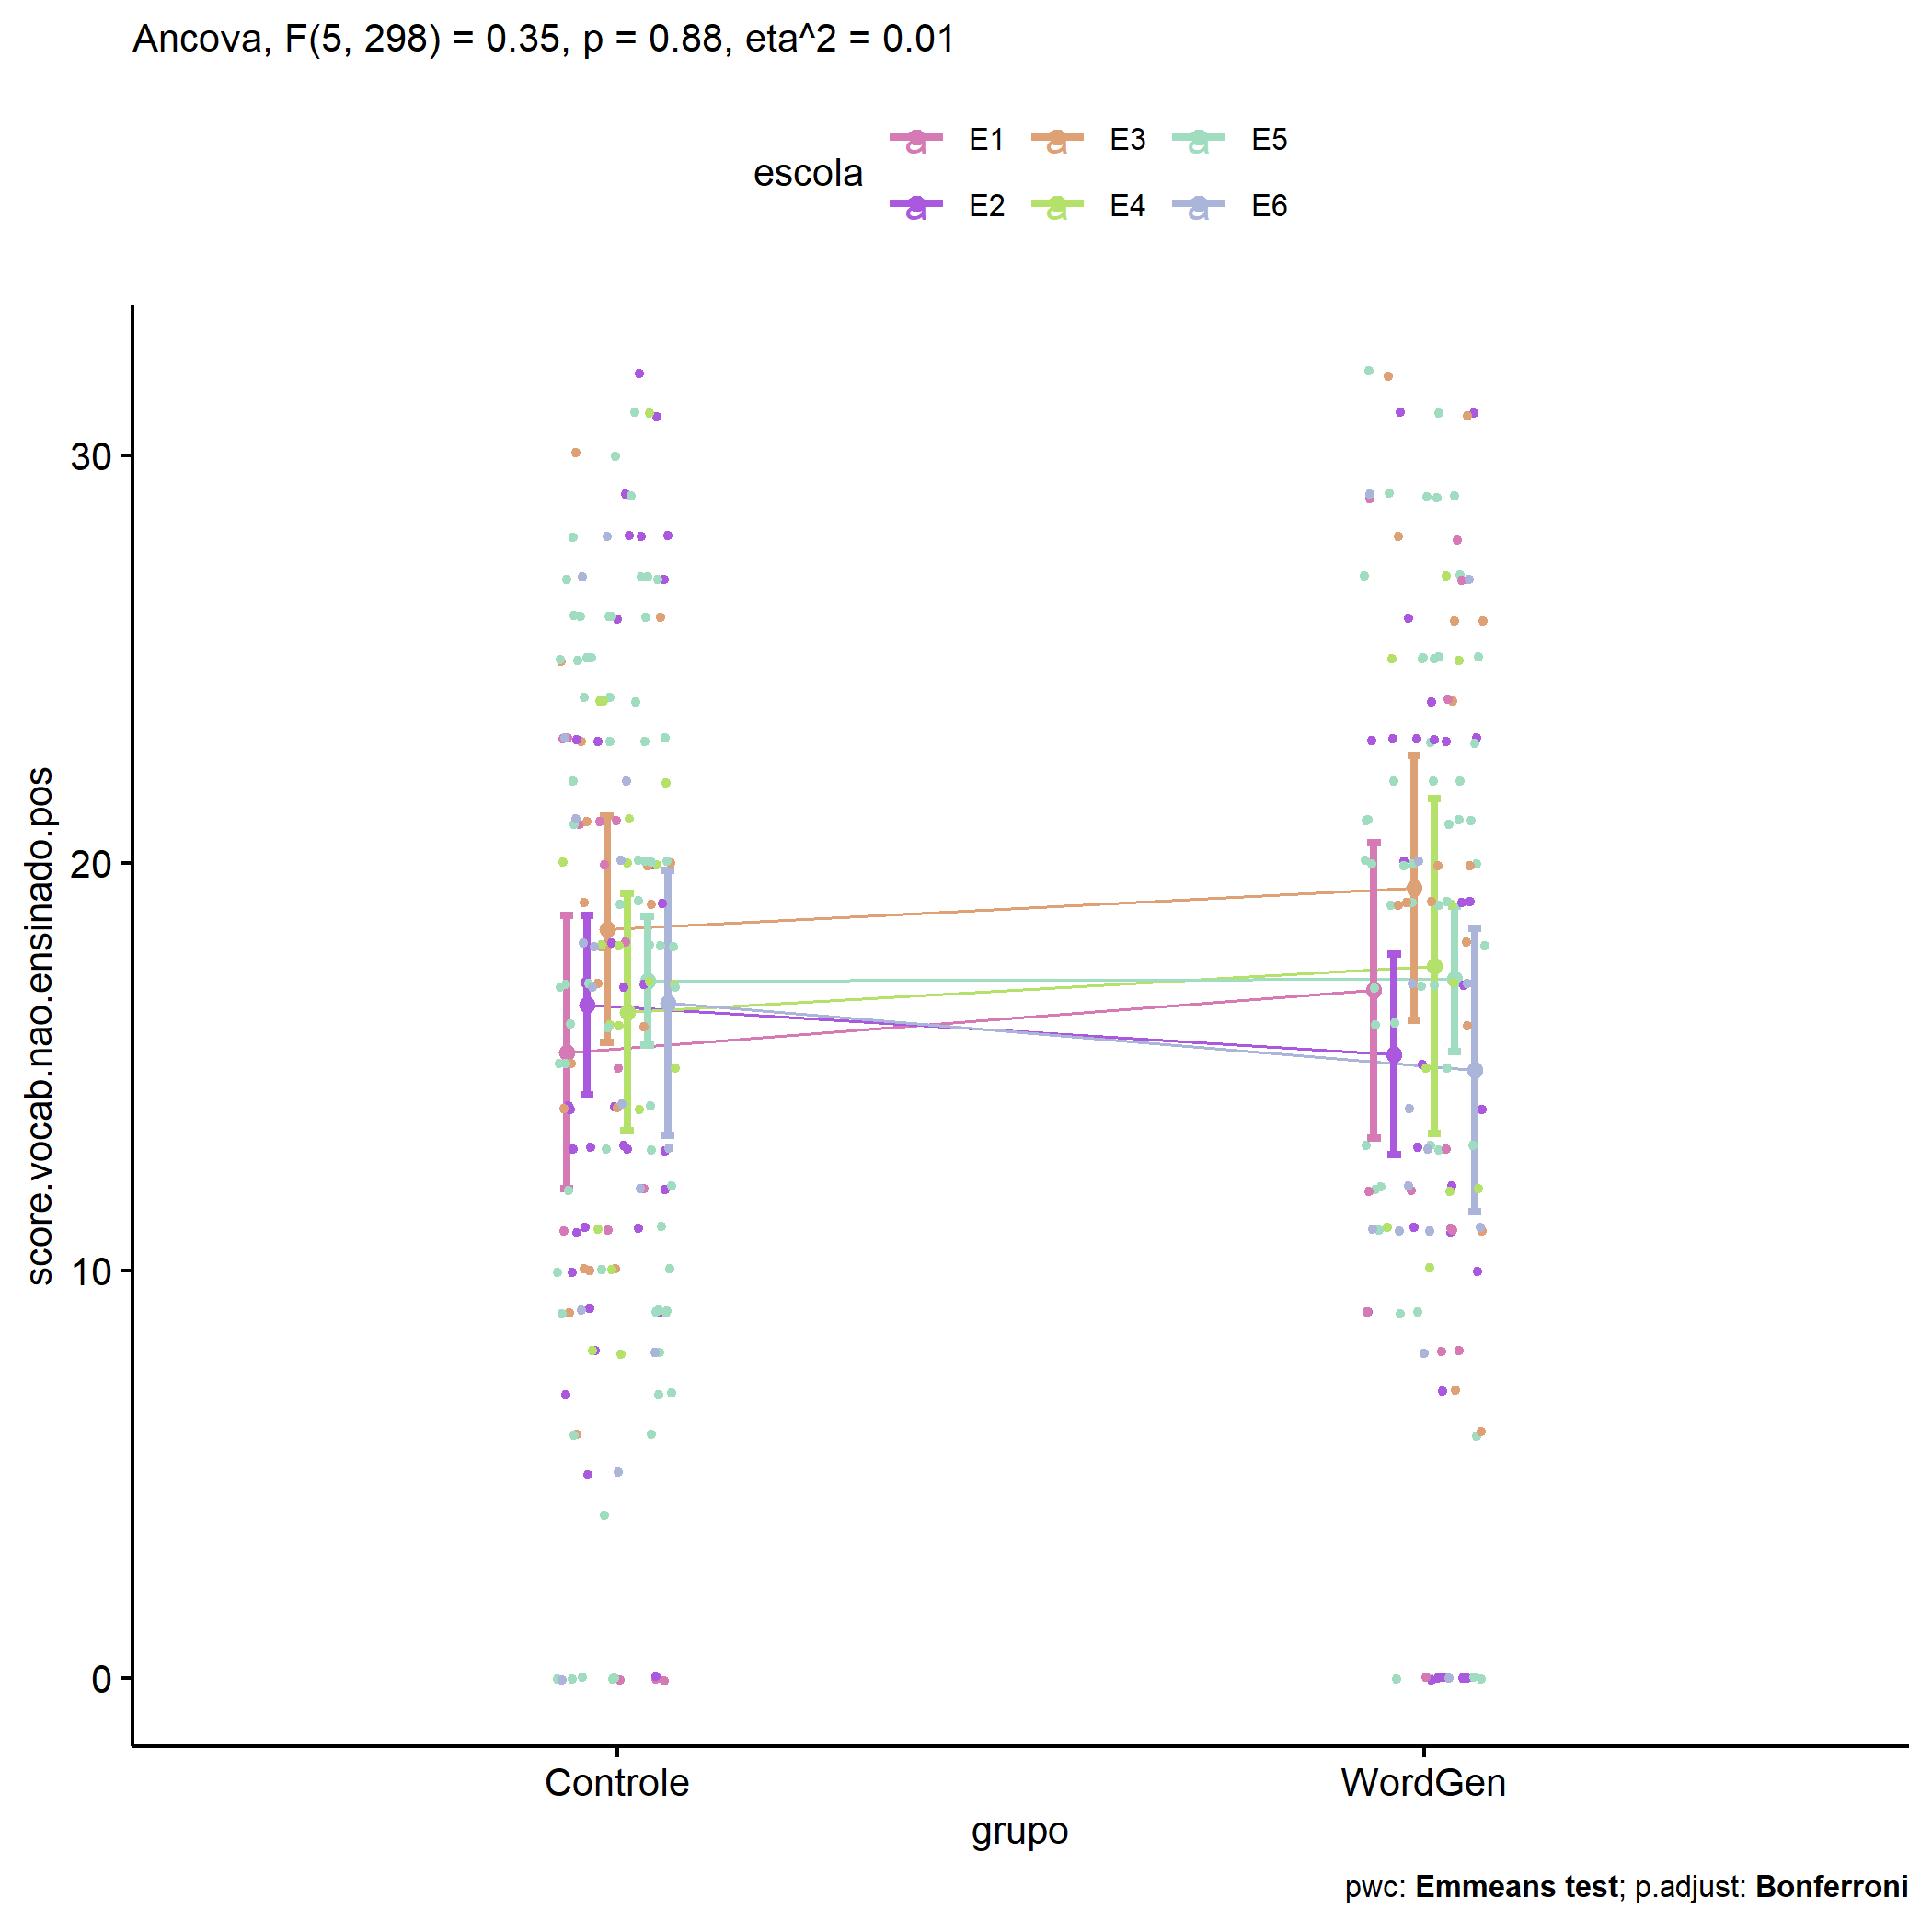 Ancova, F(5, 298) = 0.35, p = 0.88, eta^2 = 0.01
escola
a E1 a E3 a E5
a E2 a E4 a E6
score.vocab.nao.ensinado.pos
30
20
10
0
Controle WordGen
grupo
pwc: Emmeans test; p.adjust: Bonferroni